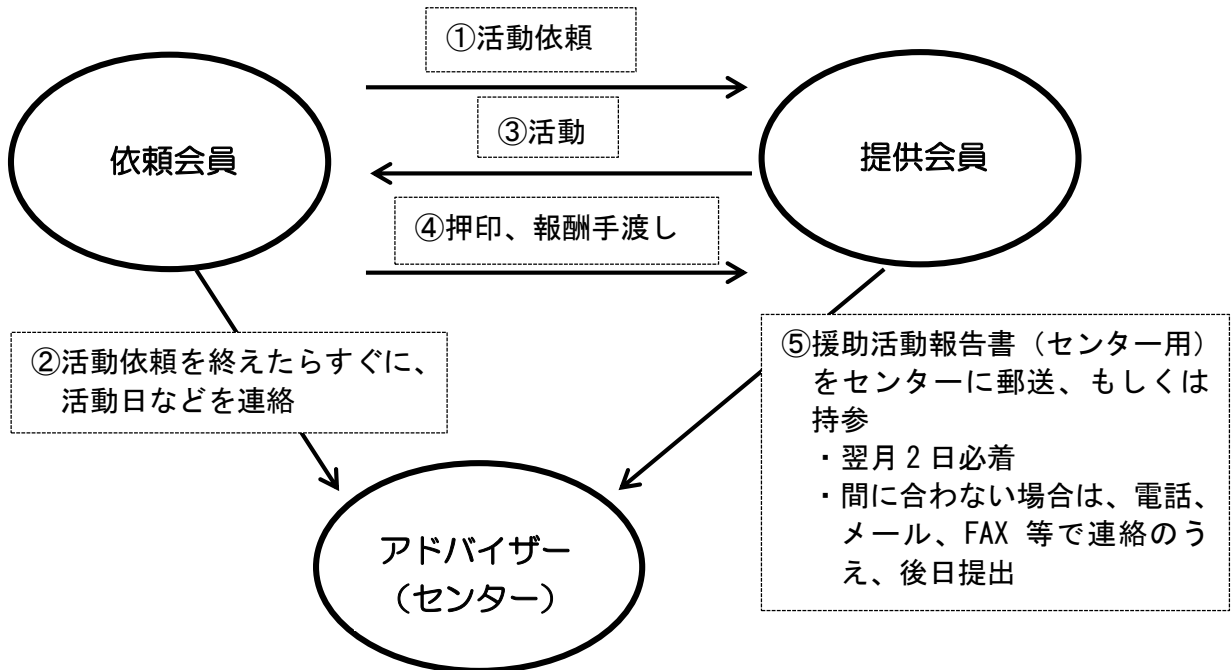 ①活動依頼
依頼会員
③活動
提供会員
④押印、報酬手渡し
②活動依頼を終えたらすぐに、
活動日などを連絡
⑤援助活動報告書（センター用）
をセンターに郵送、もしくは
持参
・翌月２日必着
・間に合わない場合は、電話、
メール、FAX 等で連絡のう
え、後日提出
アドバイザー
（センター）